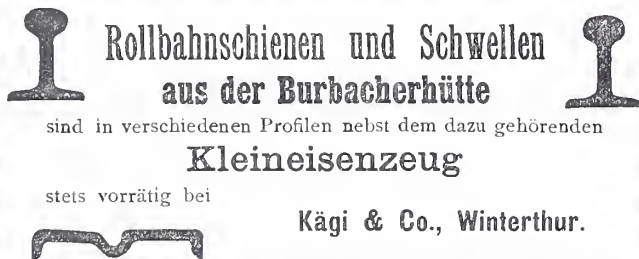 Rollbahnschienen und Schwellen
aus der Burbacherhütte
sind in verschiedenen Profilen nebst dem dazu gehörenden
Kleineisenzeug
stets vorrätig bei
Kägi & Co., Winterthur.